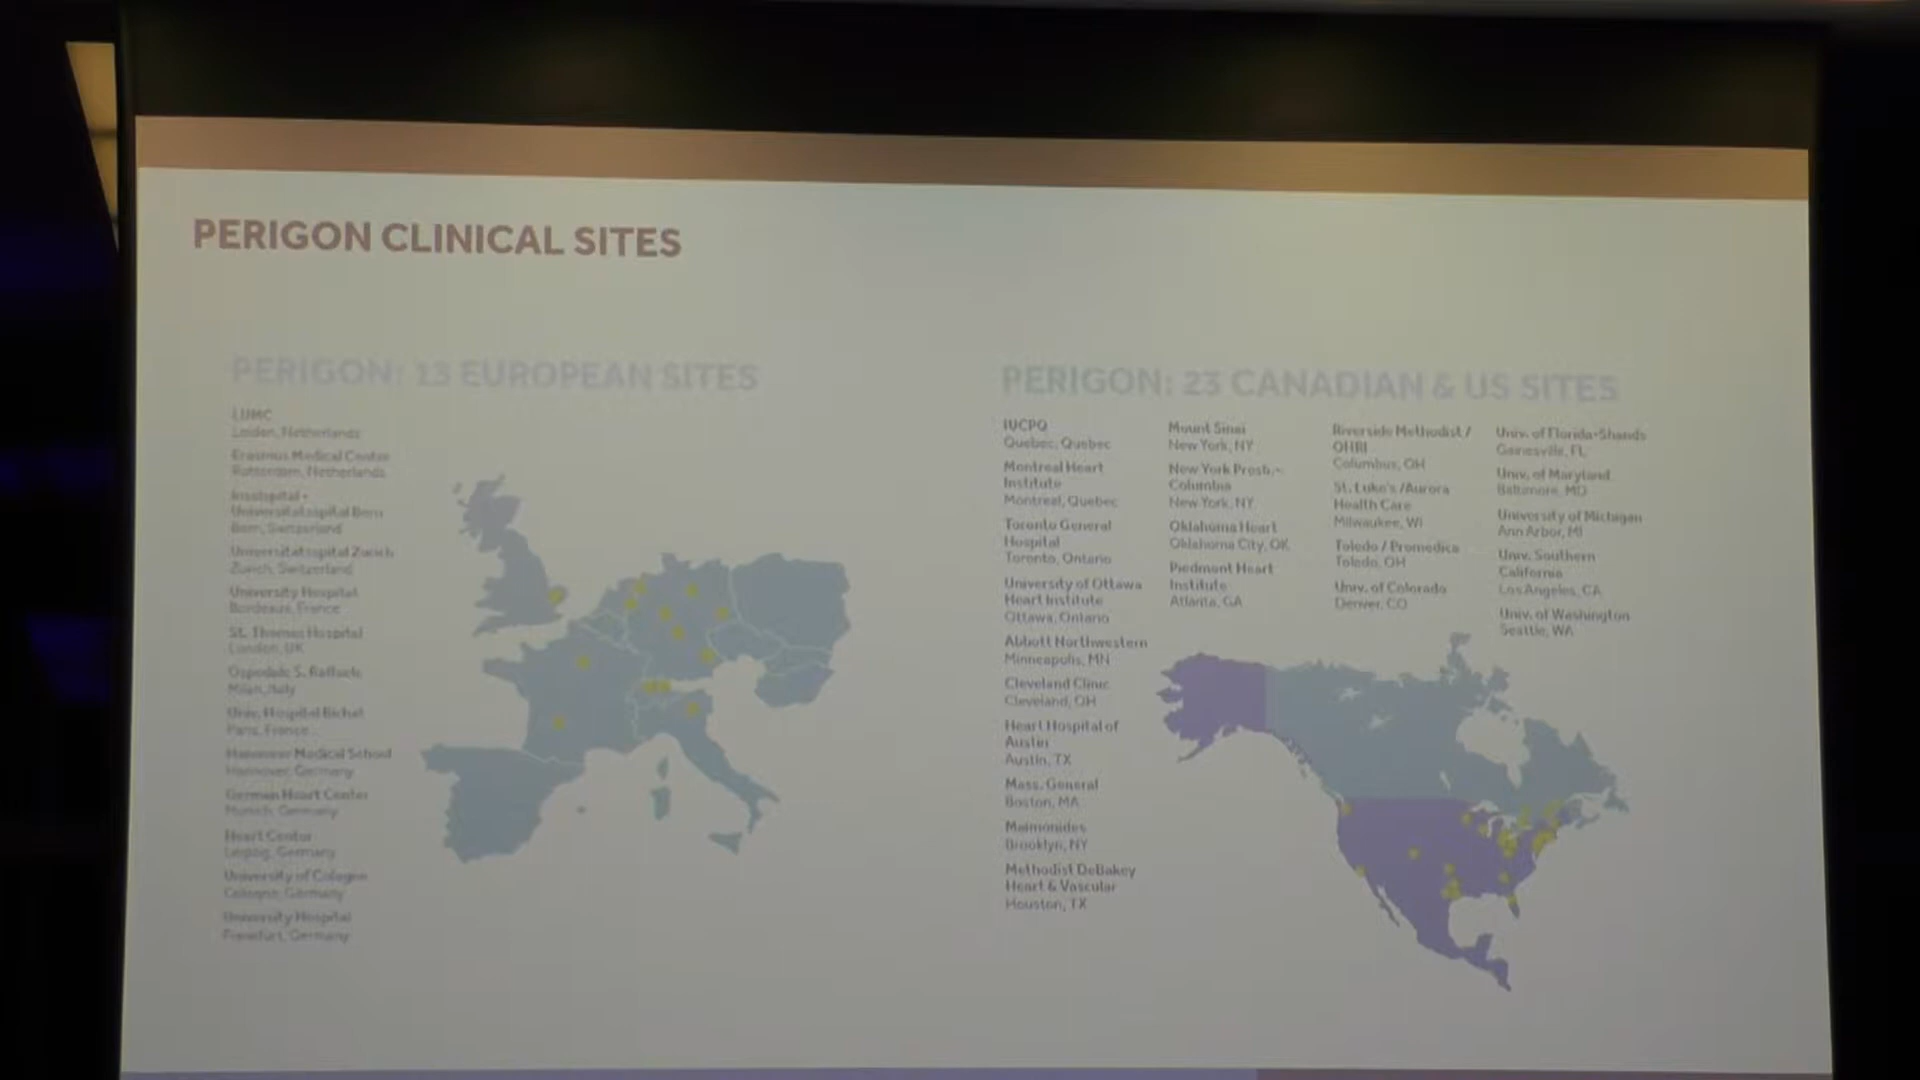 PERIGON CLINICAL SITES
PERIGON: 13 EUROPEAN SITES
LUMC
Leiden, Netherlands
Erasmus Medical Center
Rotterdam, Netherlands
Inselspital -
Universitatsspital Bern
Bern, Switzerland
Universitatsspital Zurich
Zurich, Switzerland
University Hospital
Bordeaux, France
St. Thomas Hospital
London, UK
Ospedale S. Raffaele
Milan, Italy
Univ. Hospital Bichat
Paris, France
Hannover Medical School
Hannover, Germany
German Heart Center
Munich, Germany
Heart Center
Leipzig, Germany
University of Cologne
Cologne, Germany
University Hospital
Frankfurt, Germany
PERIGON: 23 CANADIAN & US SITES
IUCPQ
Quebec, Quebec
Montreal Heart
Institute
Montreal, Quebec
Toronto General
Hospital
Toronto, Ontario
University of Ottawa
Heart Institute
Ottawa, Ontario
Abbott Northwestern
Minneapolis, MN
Cleveland Clinic
Cleveland, OH
Heart Hospital of
Austin
Austin, TX
Mass. General
Boston, MA
Maimonides
Brooklyn, NY
Methodist DeBakey
Heart & Vascular
Houston, TX
Mount Sinai
New York, NY
New York Presb.-
Columbia
New York, NY
Oklahoma Heart
Oklahoma City, OK
Piedmont Heart
Institute
Atlanta, GA
Riverside Methodist /
OHRI
Columbus, OH
St. Luke's / Aurora
Health Care
Milwaukee, WI
Toledo / Promedica
Toledo, OH
Univ. of Colorado
Denver, CO
Univ. of Florida-Shands
Gainesville, FL
Univ. of Maryland
Baltimore, MD
University of Michigan
Ann Arbor, MI
Univ. Southern
California
Los Angeles, CA
Univ. of Washington
Seattle, WA